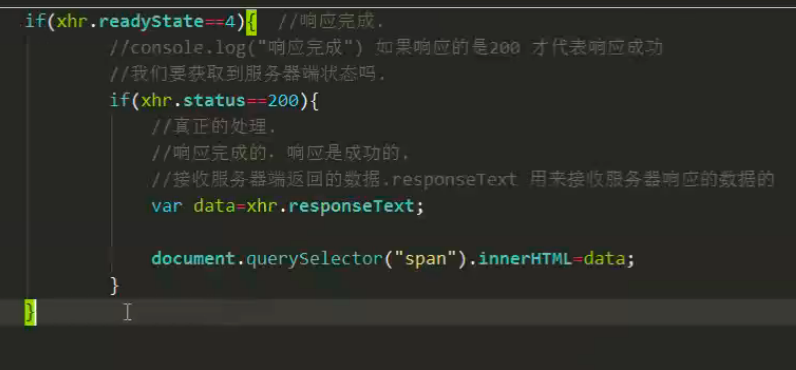 if(xhr.readyState==4){  //响应完成.
//console.log("响应完成") 如果响应的是200 才代表响应成功
//我们要获取到服务器端状态吗.
if(xhr.status==200){
//真正的处理.
//响应完成的. 响应是成功的.
//接收服务器端返回的数据.responseText 用来接收服务器响应的数据的
var data=xhr.responseText;
document.querySelector("span").innerHTML=data;
}
}